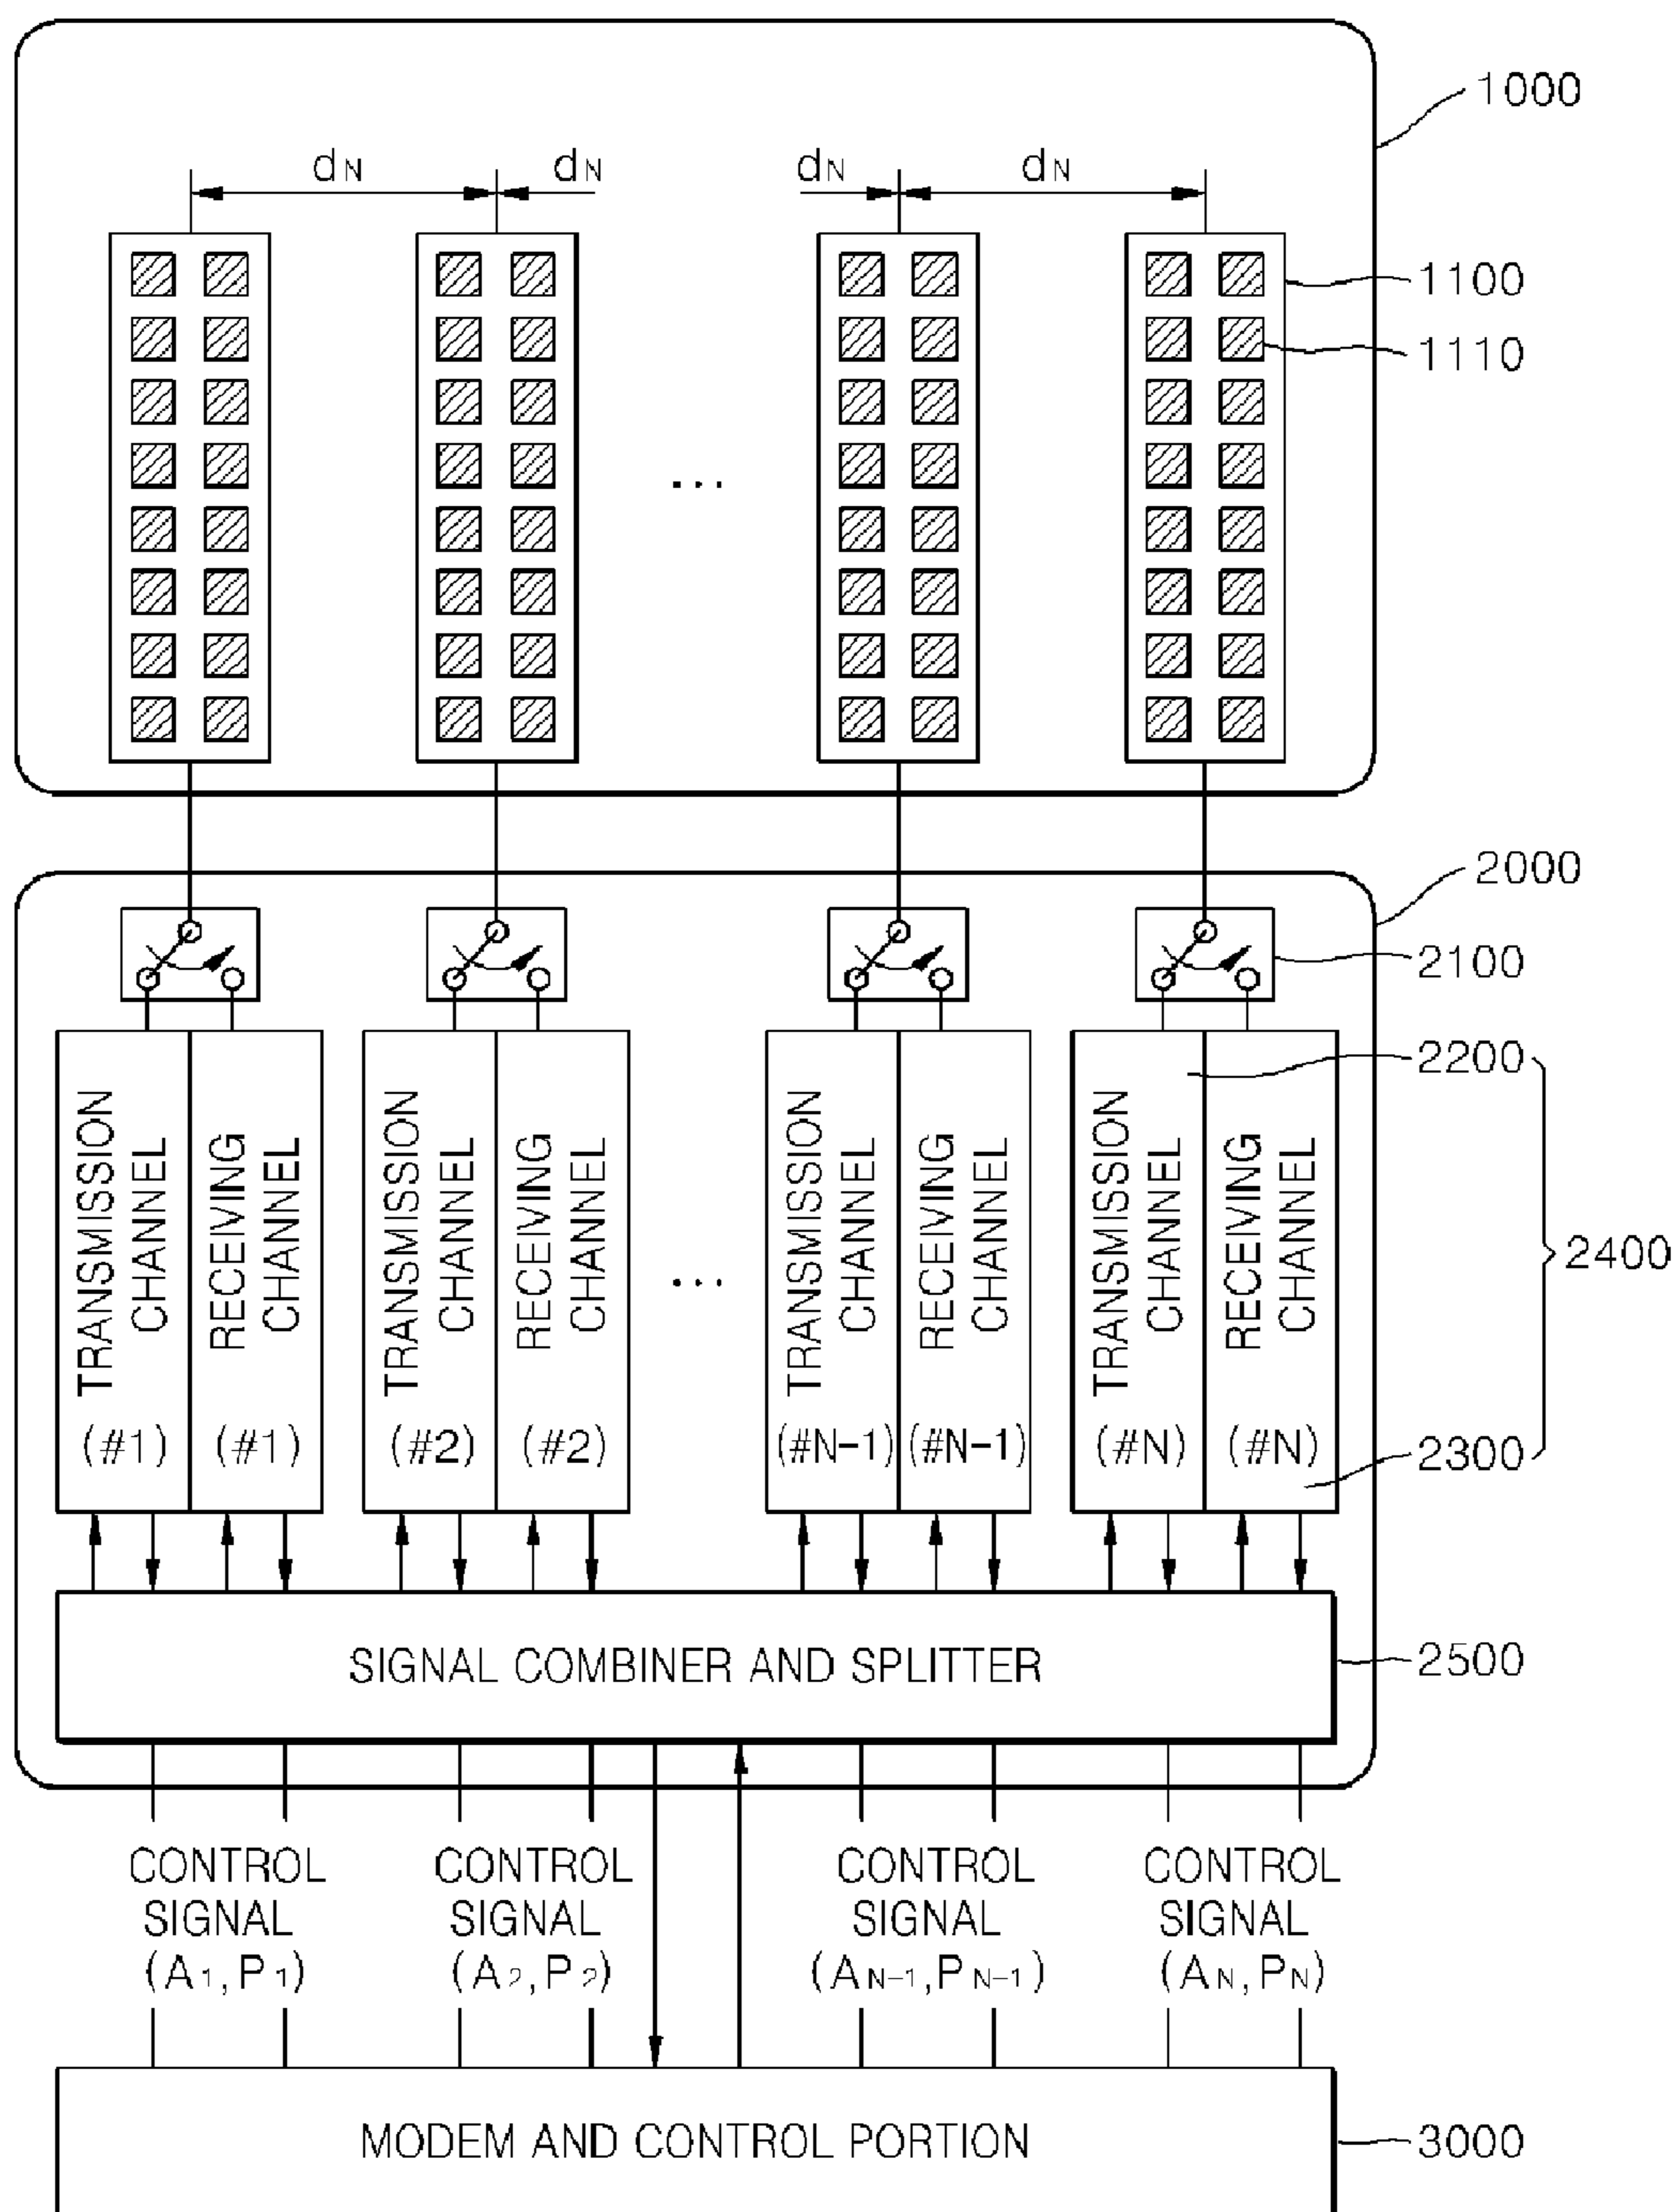 1000
dN dN dN dN
1100
1110
...
2000
2100
2200
TRANSMISSION
CHANNEL
(#1)
RECEIVING
CHANNEL
(#1)
TRANSMISSION
CHANNEL
(#2)
RECEIVING
CHANNEL
(#2)
...
TRANSMISSION
CHANNEL
(#N-1)
RECEIVING
CHANNEL
(#N-1)
TRANSMISSION
CHANNEL
(#N)
RECEIVING
CHANNEL
(#N)
2400
2300
SIGNAL COMBINER AND SPLITTER
2500
CONTROL
SIGNAL
(A1,P1)
CONTROL
SIGNAL
(A2,P2)
CONTROL
SIGNAL
(AN-1,PN-1)
CONTROL
SIGNAL
(AN,PN)
MODEM AND CONTROL PORTION
3000